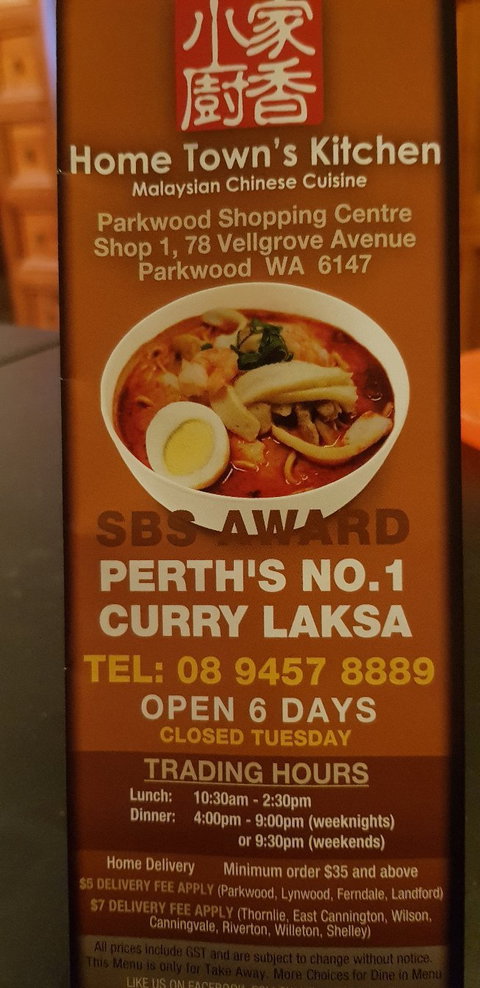 小家
廚香
Home Town's Kitchen
Malaysian Chinese Cuisine
Parkwood Shopping Centre
Shop 1, 78 Vellgrove Avenue
Parkwood WA 6147
SBS AWARD
PERTH'S NO.1
CURRY LAKSA
TEL: 08 9457 8889
OPEN 6 DAYS
CLOSED TUESDAY
TRADING HOURS
Lunch: 10:30am - 2:30pm
Dinner: 4:00pm - 9:00pm (weeknights)
or 9:30pm (weekends)
Home Delivery Minimum order $35 and above
$5 DELIVERY FEE APPLY (Parkwood, Lynwood, Ferndale, Landford)
$7 DELIVERY FEE APPLY (Thornlie, East Cannington, Wilson,
Canningvale, Riverton, Willeton, Shelley)
All prices include GST and are subject to change without notice.
This Menu is only for Take Away. More Choices for Dine in Menu
LIKE US ON FACEBOOK